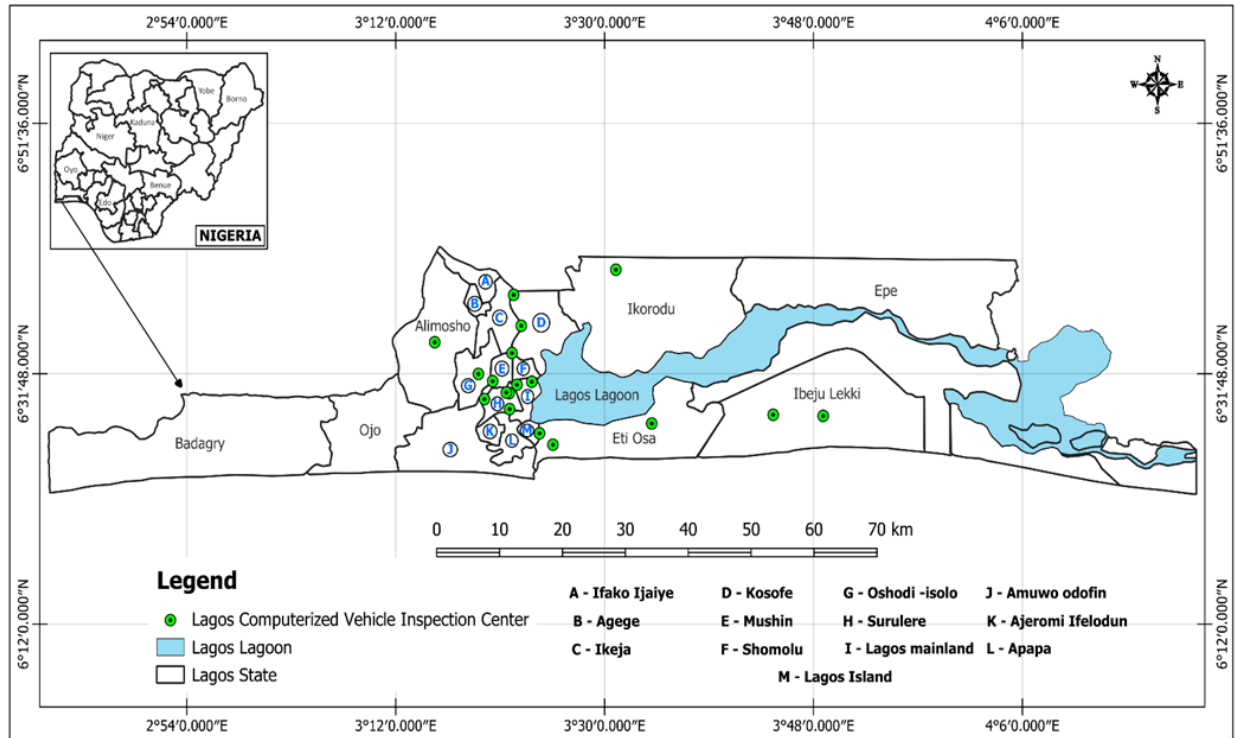 2°54'0.000"E 3°12'0.000"E 3°30'0.000"E 3°48'0.000"E 4°6'0.000"E
6°51'36.000"N
6°31'48.000"N
6°12'0.000"N
Yobe
Borno
Kaduna
Niger
Oyo
Benue
Edo
NIGERIA
N
W E
S
6°51'36.000"N
6°31'48.000"N
6°12'0.000"N
A
B
C
D
Alimosho
Ikorodu
Epe
E
F
G
H
I
Lagos Lagoon
Ibeju Lekki
Badagry
Ojo
J
K
L
M
Eti Osa
0 10 20 30 40 50 60 70 km
Legend
Lagos Computerized Vehicle Inspection Center
Lagos Lagoon
Lagos State
A - Ifako Ijaiye D - Kosofe G - Oshodi -isolo J - Amuwo odofin
B - Agege E - Mushin H - Surulere K - Ajeromi Ifelodun
C - Ikeja F - Shomolu I - Lagos mainland L - Apapa
M - Lagos Island
2°54'0.000"E 3°12'0.000"E 3°30'0.000"E 3°48'0.000"E 4°6'0.000"E